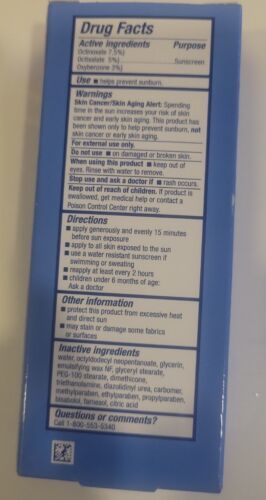 Drug Facts
Active ingredients Purpose
Octinoxate 7.5%)
Octisalate 5%) Sunscreen
Oxybenzone 3%)
Use • helps prevent sunburn.
Warnings
Skin Cancer/Skin Aging Alert: Spending
time in the sun increases your risk of skin
cancer and early skin aging. This product has
been shown only to help prevent sunburn, not
skin cancer or early skin aging.
For external use only.
Do not use • on damaged or broken skin.
When using this product • keep out of
eyes. Rinse with water to remove.
Stop use and ask a doctor if • rash occurs.
Keep out of reach of children. If product is
swallowed, get medical help or contact a
Poison Control Center right away.
Directions
• apply generously and evenly 15 minutes
before sun exposure
• apply to all skin exposed to the sun
• use a water resistant sunscreen if
swimming or sweating
• reapply at least every 2 hours
• children under 6 months of age:
Ask a doctor
Other information
• protect this product from excessive heat
and direct sun
• may stain or damage some fabrics
or surfaces
Inactive ingredients
water, octyldodecyl neopentanoate, glycerin,
emulsifying wax NF, glyceryl stearate,
PEG-100 stearate, dimethicone,
triethanolamine, diazolidinyl urea, carbomer,
methylparaben, ethylparaben, propylparaben,
bisabolol, farnesol, citric acid
Questions or comments?
Call 1-800-553-5340